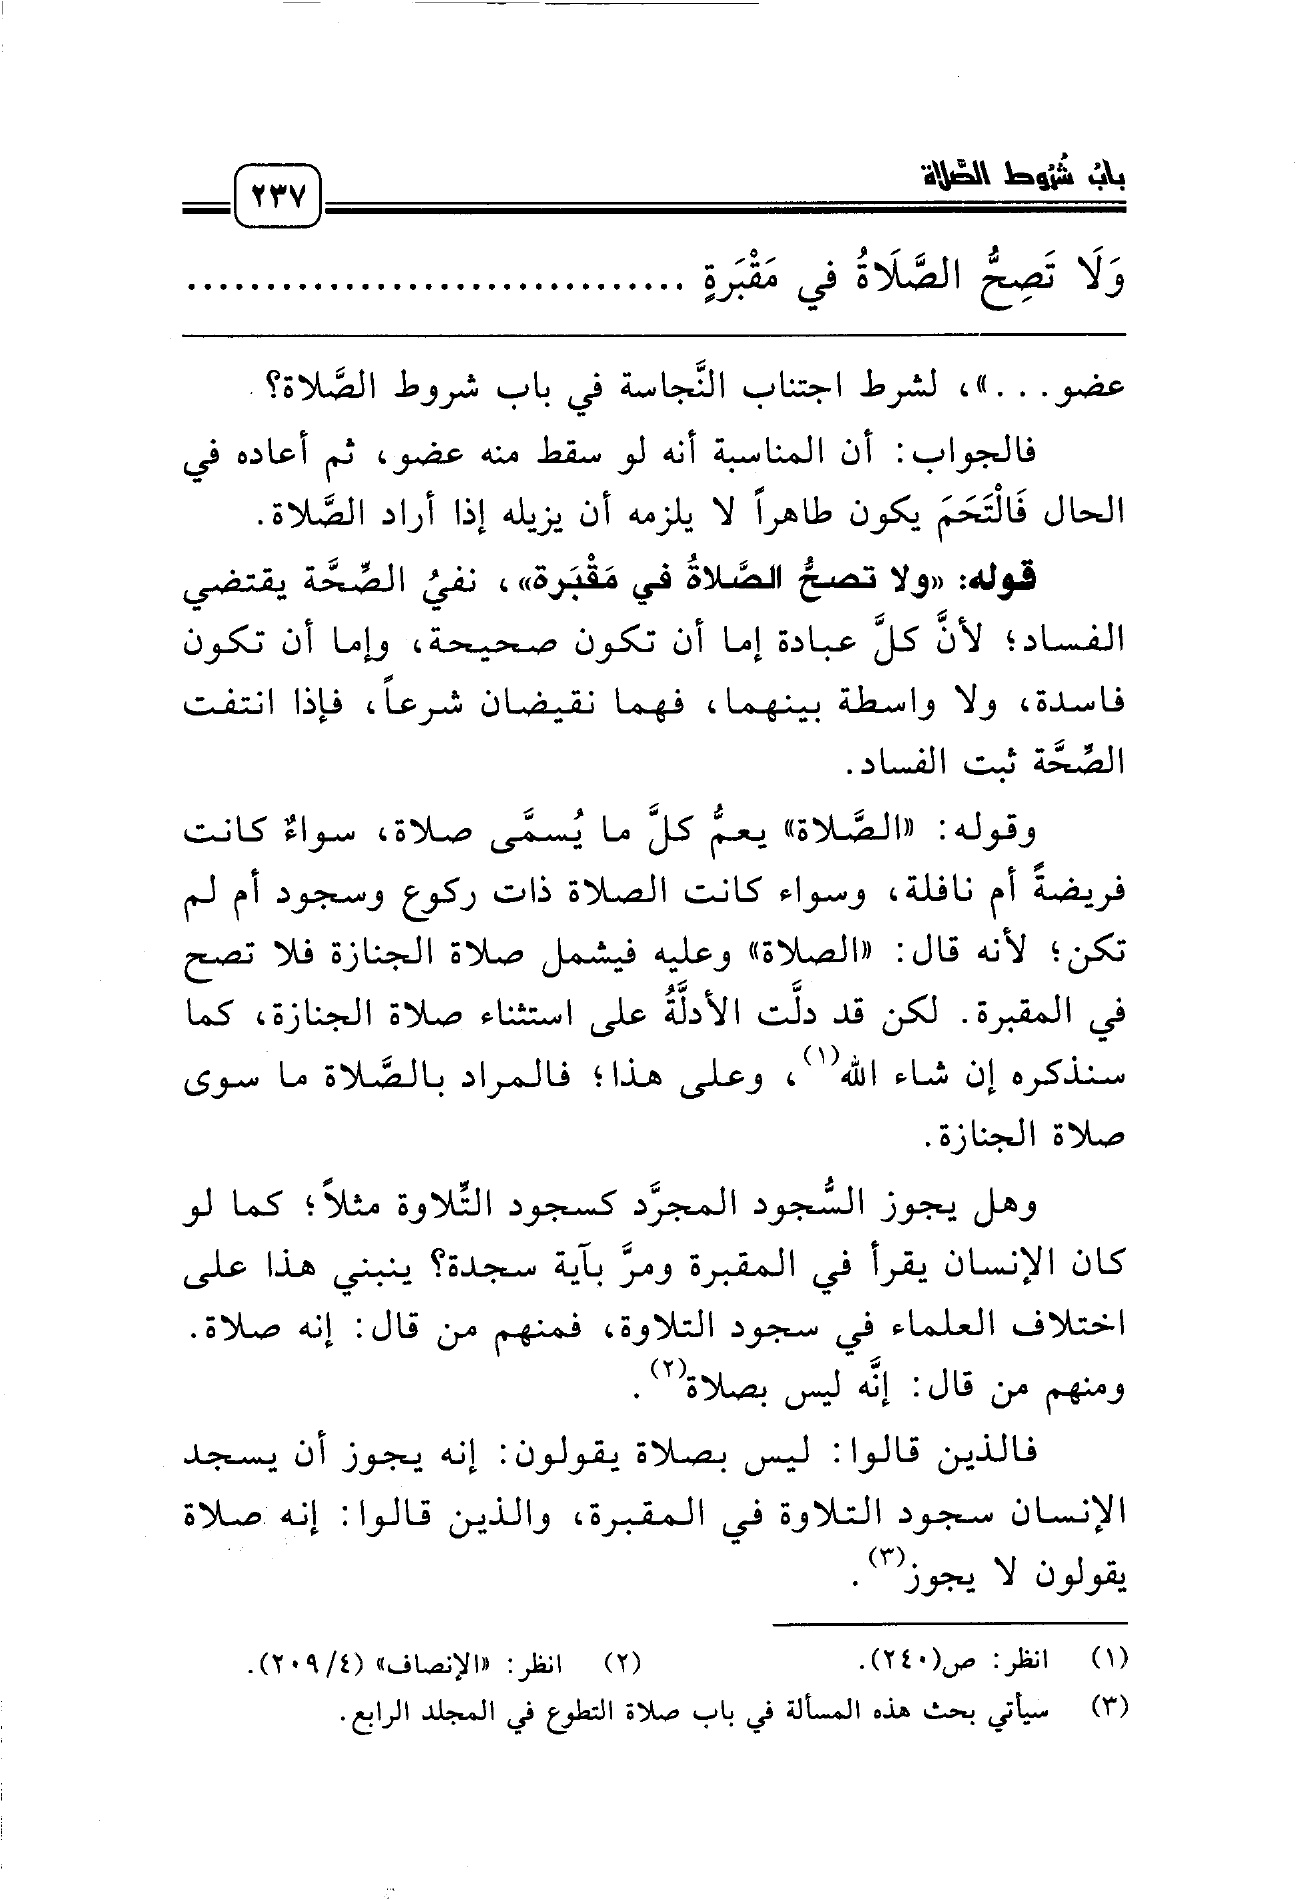 بابُ شُرُوط الصَّلاة
٢٣٧
وَلَا تَصِحُّ الصَّلَاةُ في مَقْبَرةٍ ................................
عضو...»، لشرط اجتناب النَّجاسة في باب شروط الصَّلاة؟
فالجواب: أن المناسبة أنه لو سقط منه عضو، ثم أعاده في
الحال فَالْتَحَمَ يكون طاهراً لا يلزمه أن يزيله إذا أراد الصَّلاة.
قوله: «ولا تصحُّ الصَّلاةُ في مَقْبَرة»، نفيُ الصِّحَّة يقتضي
الفساد؛ لأنَّ كلَّ عبادة إما أن تكون صحيحة، وإما أن تكون
فاسدة، ولا واسطة بينهما، فهما نقيضان شرعاً، فإذا انتفت
الصِّحَّة ثبت الفساد.
وقوله: «الصَّلاة» يعمُّ كلَّ ما يُسمَّى صلاة، سواءٌ كانت
فريضةً أم نافلة، وسواء كانت الصلاة ذات ركوع وسجود أم لم
تكن؛ لأنه قال: «الصلاة» وعليه فيشمل صلاة الجنازة فلا تصح
في المقبرة. لكن قد دلَّت الأدلَّةُ على استثناء صلاة الجنازة، كما
سنذكره إن شاء الله(١)، وعلى هذا؛ فالمراد بالصَّلاة ما سوى
صلاة الجنازة.
وهل يجوز السُّجود المجرَّد كسجود التِّلاوة مثلاً؛ كما لو
كان الإنسان يقرأ في المقبرة ومرَّ بآية سجدة؟ ينبني هذا على
اختلاف العلماء في سجود التلاوة، فمنهم من قال: إنه صلاة.
ومنهم من قال: إنَّه ليس بصلاة(٢).
فالذين قالوا: ليس بصلاة يقولون: إنه يجوز أن يسجد
الإنسان سجود التلاوة في المقبرة، والذين قالوا: إنه صلاة
يقولون لا يجوز(٣).
(١) انظر: ص(٢٤٠). (٢) انظر: «الإنصاف» (٢٠٩/٤).
(٣) سيأتي بحث هذه المسألة في باب صلاة التطوع في المجلد الرابع.